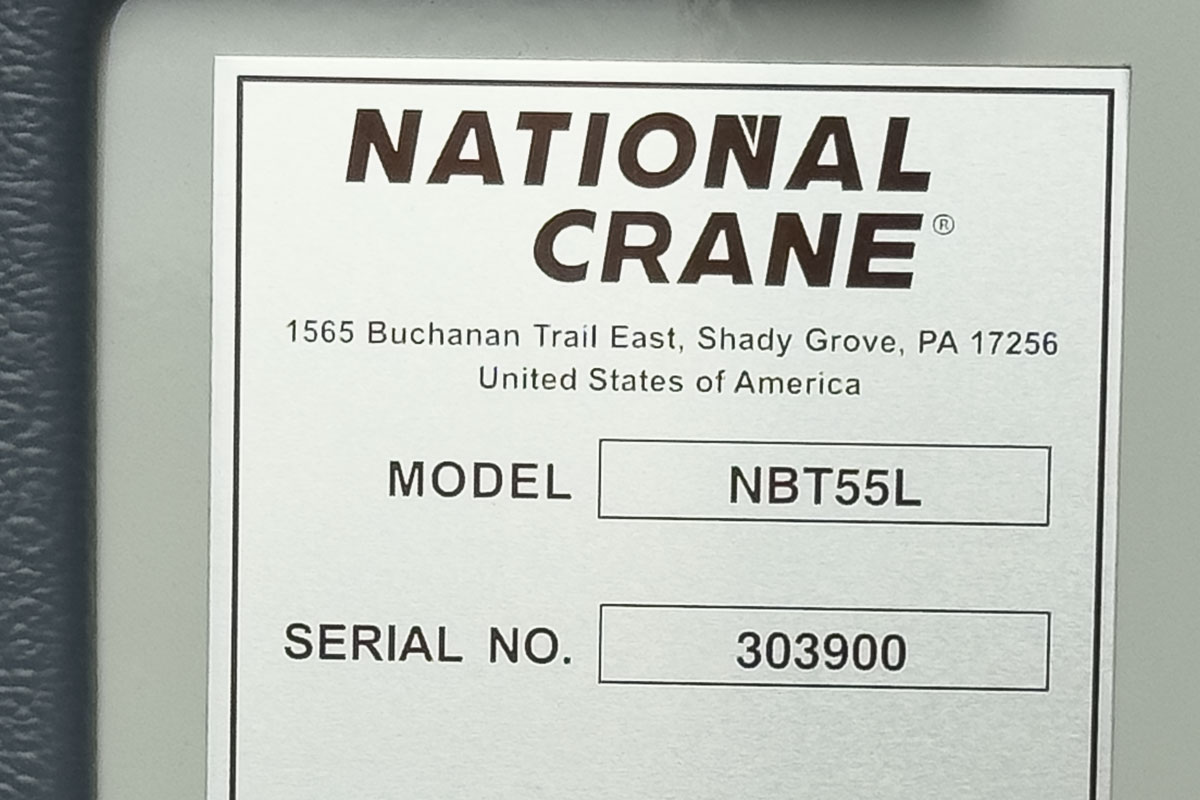 NATIONAL
CRANE®
1565 Buchanan Trail East, Shady Grove, PA 17256
United States of America
MODEL NBT55L
SERIAL NO. 303900